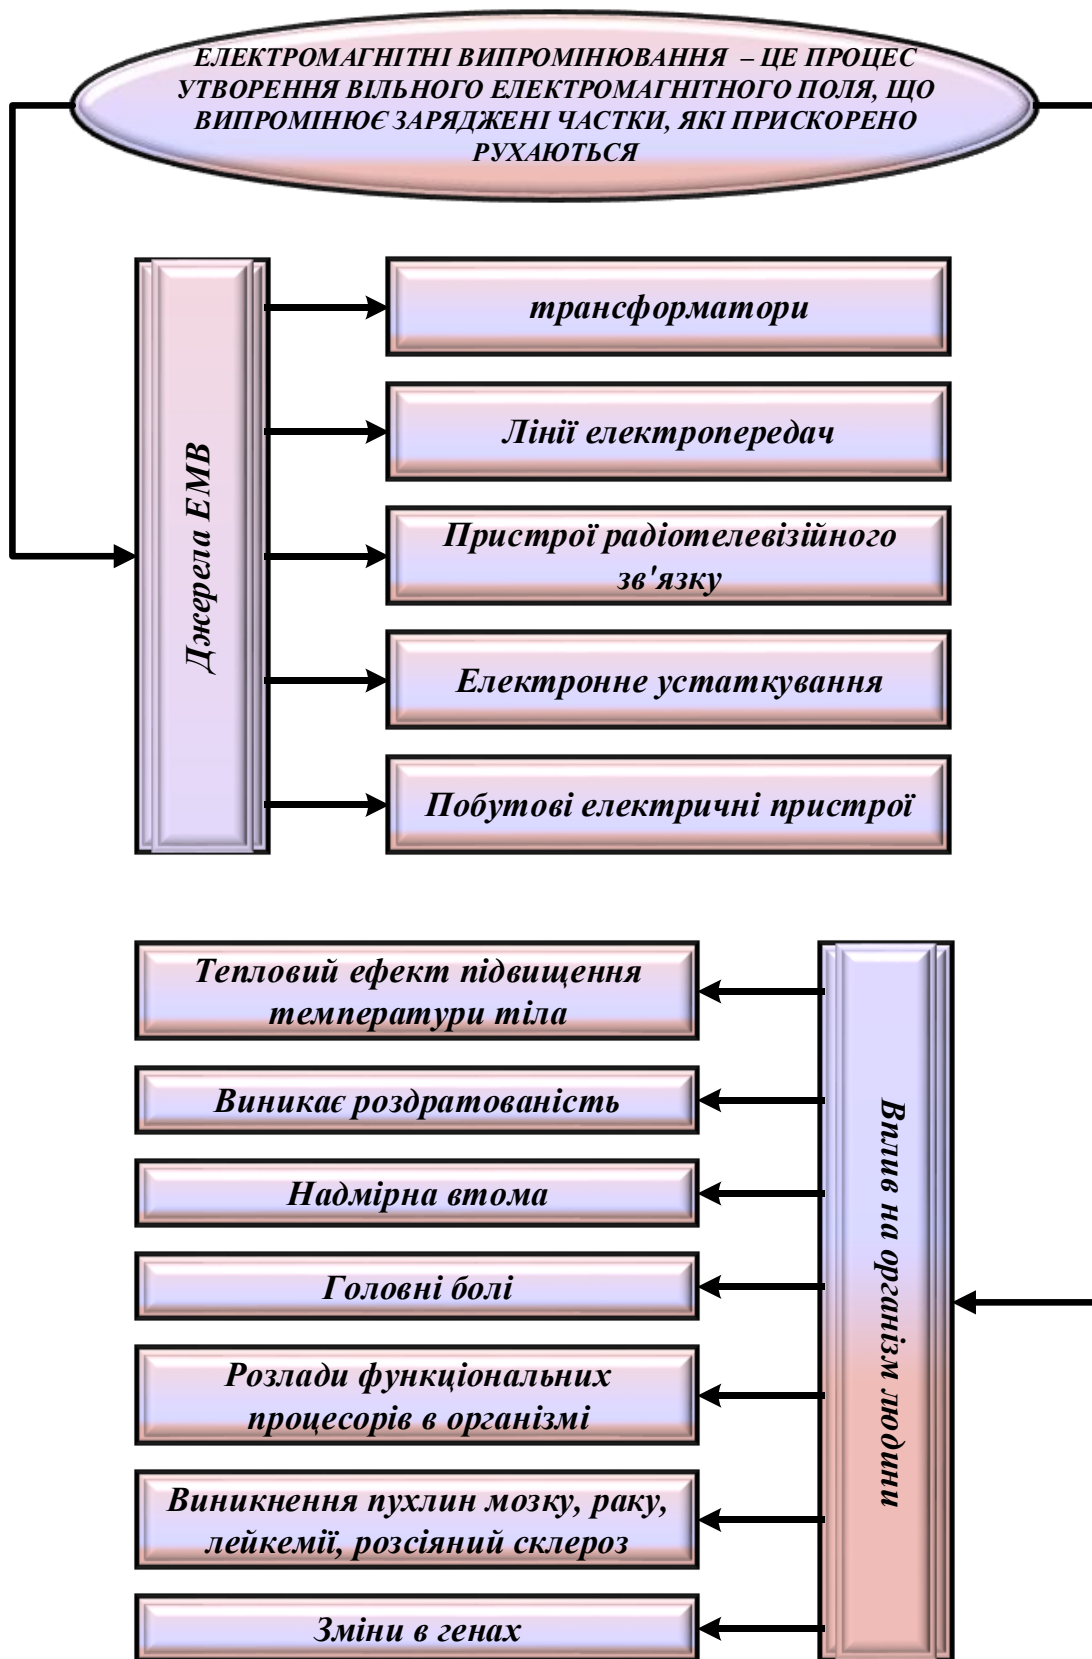 ЕЛЕКТРОМАГНІТНІ ВИПРОМІНЮВАННЯ – ЦЕ ПРОЦЕС
УТВОРЕННЯ ВІЛЬНОГО ЕЛЕКТРОМАГНІТНОГО ПОЛЯ, ЩО
ВИПРОМІНЮЄ ЗАРЯДЖЕНІ ЧАСТКИ, ЯКІ ПРИСКОРЕНО
РУХАЮТЬСЯ
Джерела ЕМВ
трансформатори
Лінії електропередач
Пристрої радіотелевізійного
зв'язку
Електронне устаткування
Побутові електричні пристрої
Вплив на організм людини
Тепловий ефект підвищення
температури тіла
Виникає роздратованість
Надмірна втома
Головні болі
Розлади функціональних
процесорів в організмі
Виникнення пухлин мозку, раку,
лейкемії, розсіяний склероз
Зміни в генах